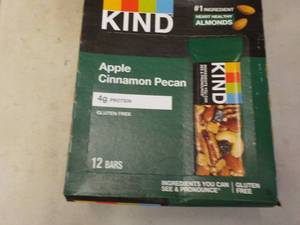 KIND
#1 INGREDIENT
HEART HEALTHY
ALMONDS
Apple
Cinnamon Pecan
4g PROTEIN
GLUTEN FREE
KIND
12 BARS
INGREDIENTS YOU CAN
SEE & PRONOUNCE®
GLUTEN
FREE